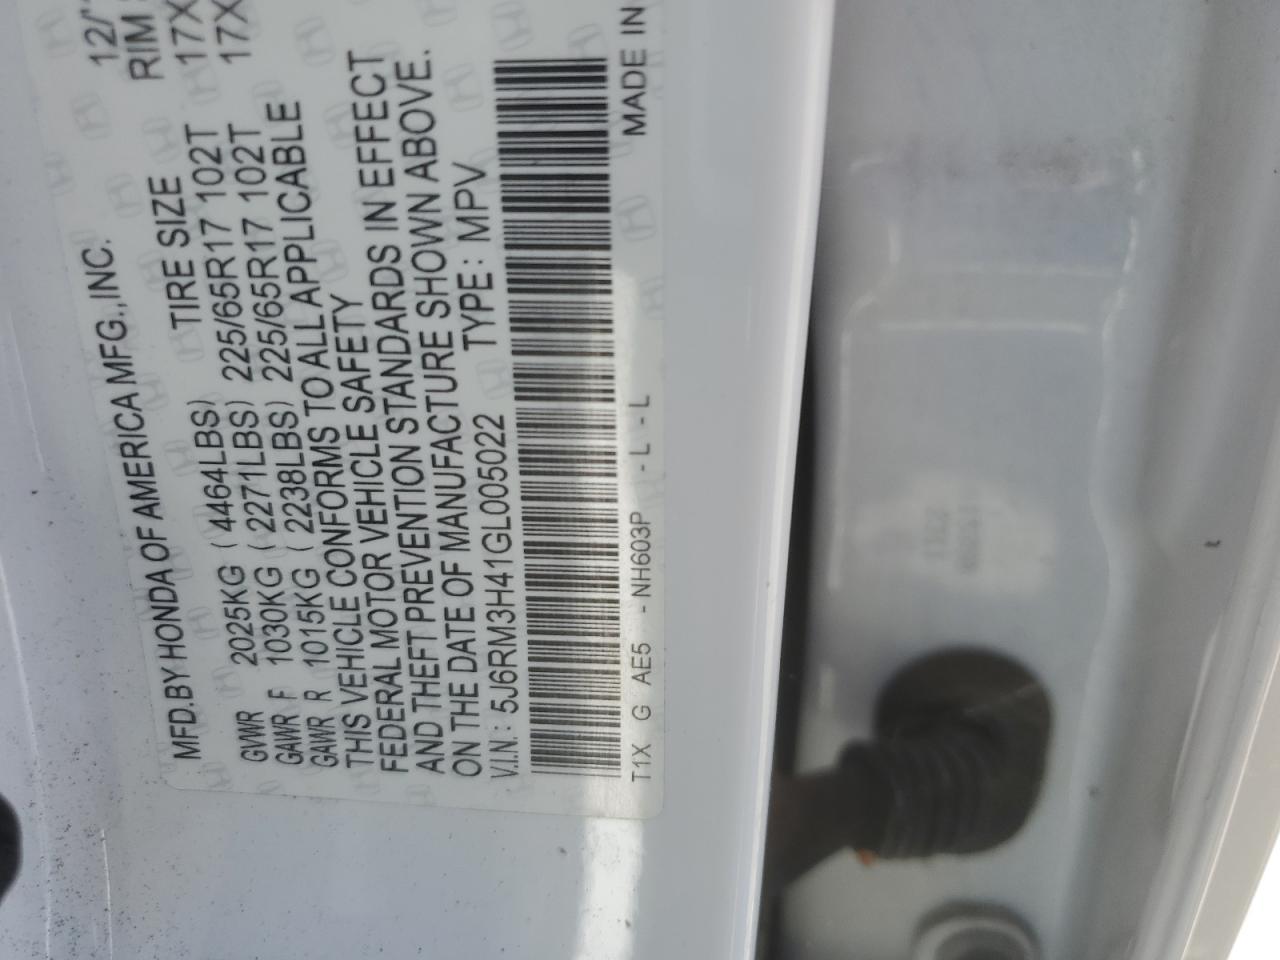 MFD.BY HONDA OF AMERICA MFG.,INC. 12/
TIRE SIZE RIM
GVWR 2025KG ( 4464LBS) 225/65R17 102T 17X
GAWR F 1030KG ( 2271LBS) 225/65R17 102T 17X
GAWR R 1015KG ( 2238LBS)
THIS VEHICLE CONFORMS TO ALL APPLICABLE
FEDERAL MOTOR VEHICLE SAFETY
AND THEFT PREVENTION STANDARDS IN EFFECT
ON THE DATE OF MANUFACTURE SHOWN ABOVE.
V.I.N.: 5J6RM3H41GL005022 TYPE: MPV
T1X G AE5 - NH603P - L - L MADE IN